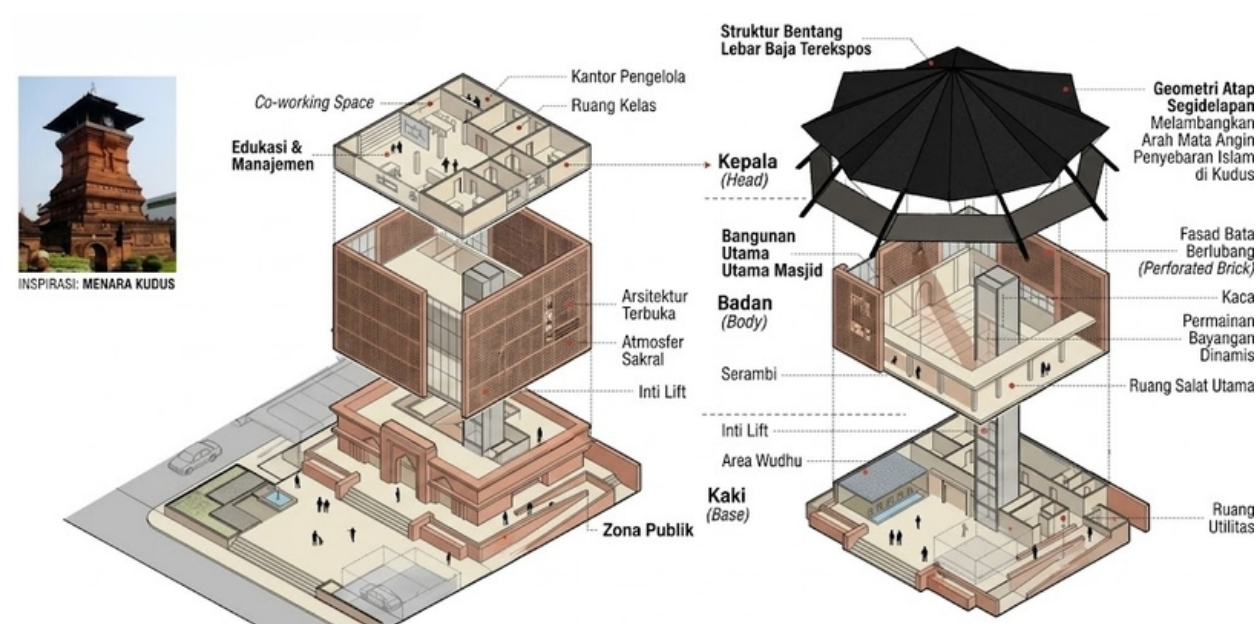 INSPIRASI: MENARA KUDUS
Co-working Space
Kantor Pengelola
Ruang Kelas
Edukasi &
Manajemen
Arsitektur
Terbuka
Atmosfer
Sakral
Inti Lift
Zona Publik
Struktur Bentang
Lebar Baja Terekspos
Geometri Atap
Segidelapan
Melambangkan
Arah Mata Angin
Penyebaran Islam
di Kudus
Kepala
(Head)
Bangunan
Utama
Utama Masjid
Badan
(Body)
Serambi
Fasad Bata
Berlubang
(Perforated Brick)
Kaca
Permainan
Bayangan
Dinamis
Ruang Salat Utama
Inti Lift
Area Wudhu
Kaki
(Base)
Ruang
Utilitas